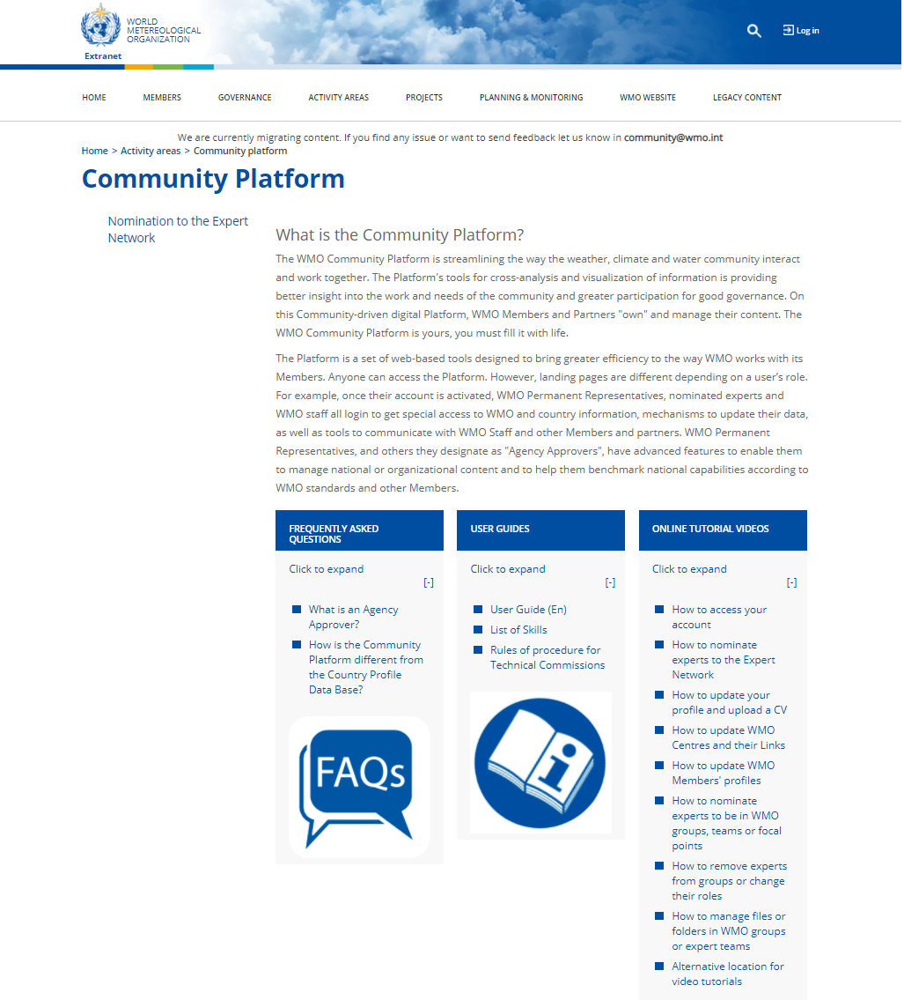 WORLD
METEREOLOGICAL
ORGANIZATION
Extranet
Log in
HOME MEMBERS GOVERNANCE ACTIVITY AREAS PROJECTS PLANNING & MONITORING WMO WEBSITE LEGACY CONTENT
We are currently migrating content. If you find any issue or want to send feedback let us know in community@wmo.int
Home > Activity areas > Community platform
Community Platform
Nomination to the Expert
Network
What is the Community Platform?
The WMO Community Platform is streamlining the way the weather, climate and water community interact
and work together. The Platform's tools for cross-analysis and visualization of information is providing
better insight into the work and needs of the community and greater participation for good governance. On
this Community-driven digital Platform, WMO Members and Partners "own" and manage their content. The
WMO Community Platform is yours, you must fill it with life.
The Platform is a set of web-based tools designed to bring greater efficiency to the way WMO works with its
Members. Anyone can access the Platform. However, landing pages are different depending on a user’s role.
For example, once their account is activated, WMO Permanent Representatives, nominated experts and
WMO staff all login to get special access to WMO and country information, mechanisms to update their data,
as well as tools to communicate with WMO Staff and other Members and partners. WMO Permanent
Representatives, and others they designate as "Agency Approvers", have advanced features to enable them
to manage national or organizational content and to help them benchmark national capabilities according to
WMO standards and other Members.
FREQUENTLY ASKED
QUESTIONS
Click to expand
[-]
What is an Agency
Approver?
How is the Community
Platform different from
the Country Profile
Data Base?
FAQs
USER GUIDES
Click to expand
[-]
User Guide (En)
List of Skills
Rules of procedure for
Technical Commissions
i
ONLINE TUTORIAL VIDEOS
Click to expand
[-]
How to access your
account
How to nominate
experts to the Expert
Network
How to update your
profile and upload a CV
How to update WMO
Centres and their Links
How to update WMO
Members' profiles
How to nominate
experts to be in WMO
groups, teams or focal
points
How to remove experts
from groups or change
their roles
How to manage files or
folders in WMO groups
or expert teams
Alternative location for
video tutorials